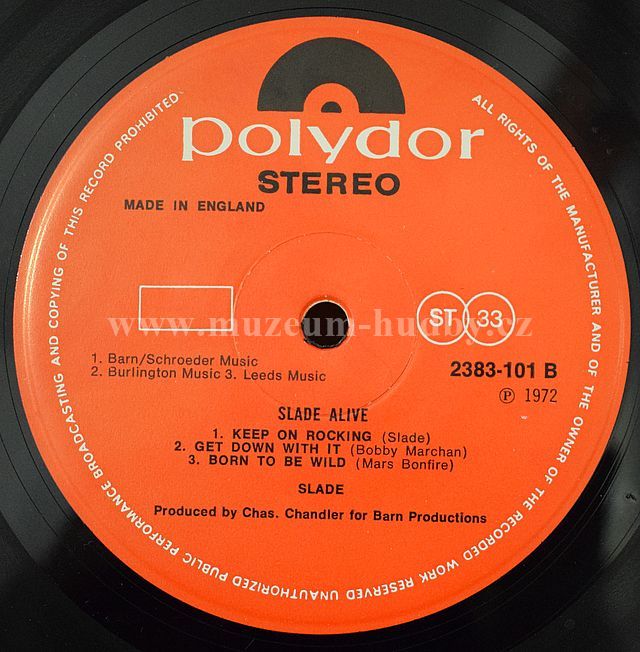 polydor
STEREO
MADE IN ENGLAND
ALL RIGHTS OF THE MANUFACTURER AND OF THE OWNER OF THE RECORDED WORK RESERVED UNAUTHORIZED PUBLIC PERFORMANCE BROADCASTING AND COPYING OF THIS RECORD PROHIBITED
ST 33
www.muzeum-hudby.cz
1. Barn/Schroeder Music
2. Burlington Music 3. Leeds Music
2383-101 B
Ⓟ 1972
SLADE ALIVE
1. KEEP ON ROCKING (Slade)
2. GET DOWN WITH IT (Bobby Marchan)
3. BORN TO BE WILD (Mars Bonfire)
SLADE
Produced by Chas. Chandler for Barn Productions